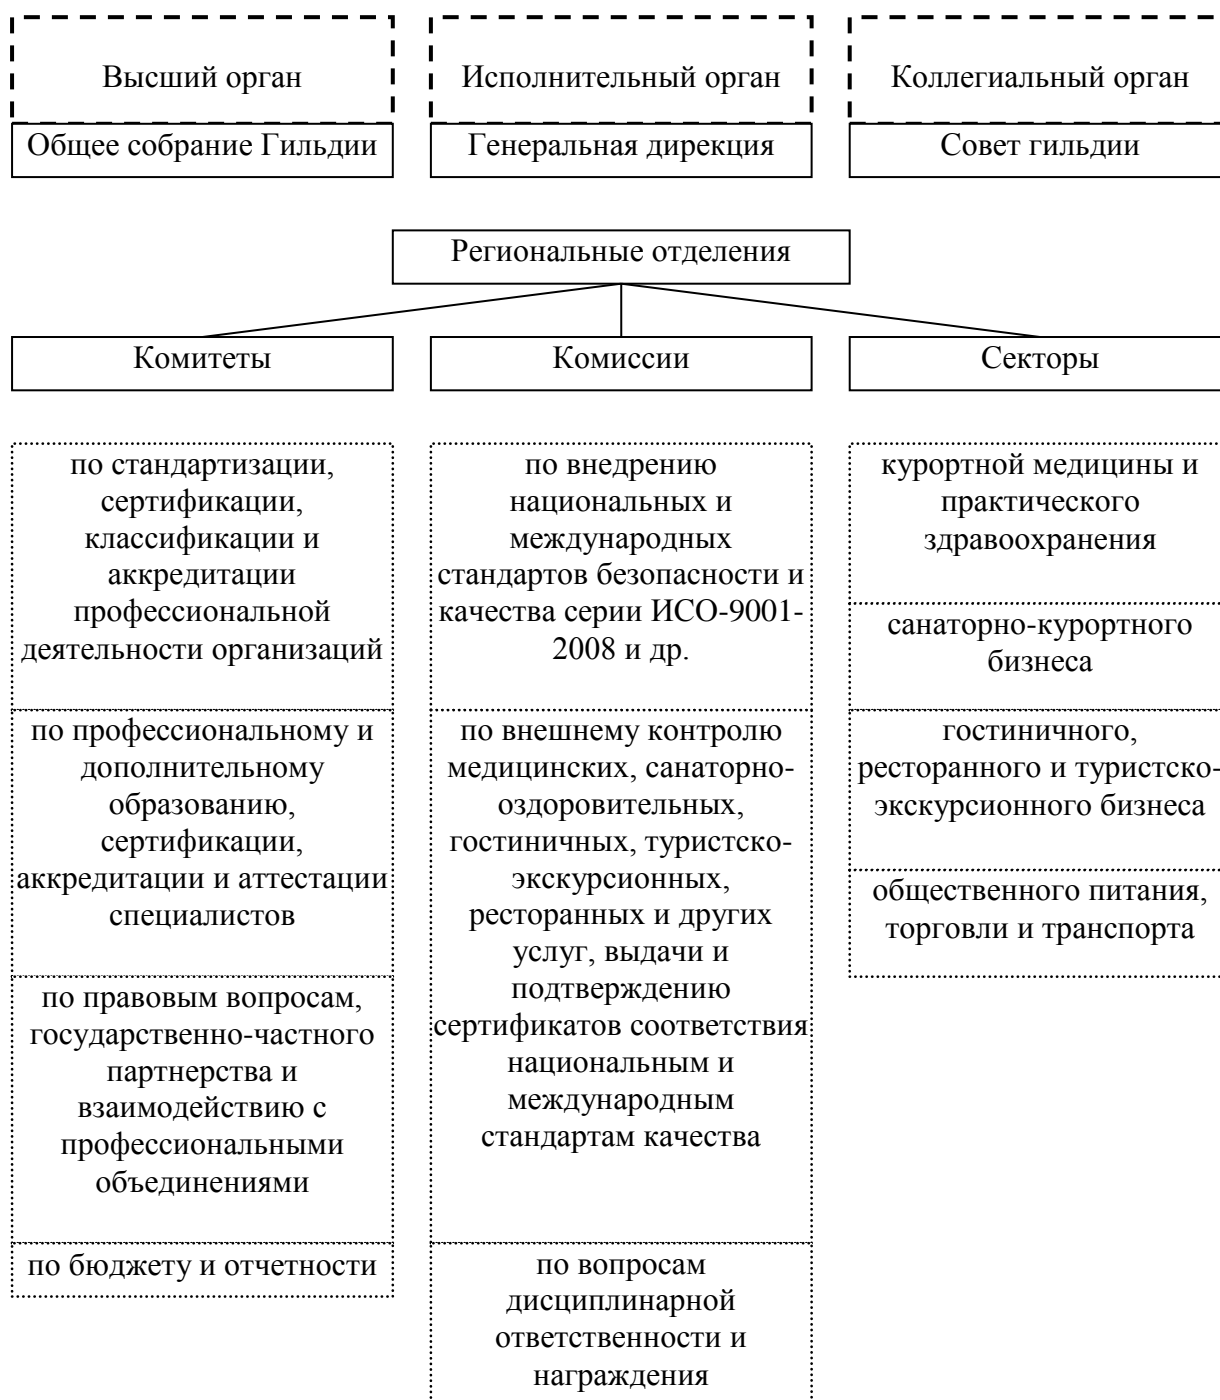 Высший орган
Общее собрание Гильдии
Исполнительный орган
Генеральная дирекция
Коллегиальный орган
Совет гильдии
Региональные отделения
Комитеты
Комиссии
Секторы
по стандартизации,
сертификации,
классификации и
аккредитации
профессиональной
деятельности организаций
по профессиональному и
дополнительному
образованию,
сертификации,
аккредитации и аттестации
специалистов
по правовым вопросам,
государственно-частного
партнерства и
взаимодействию с
профессиональными
объединениями
по бюджету и отчетности
по внедрению
национальных и
международных
стандартов безопасности и
качества серии ИСО-9001-
2008 и др.
по внешнему контролю
медицинских, санаторно-
оздоровительных,
гостиничных, туристско-
экскурсионных,
ресторанных и других
услуг, выдачи и
подтверждению
сертификатов соответствия
национальным и
международным
стандартам качества
по вопросам
дисциплинарной
ответственности и
награждения
курортной медицины и
практического
здравоохранения
санаторно-курортного
бизнеса
гостиничного,
ресторанного и туристско-
экскурсионного бизнеса
общественного питания,
торговли и транспорта